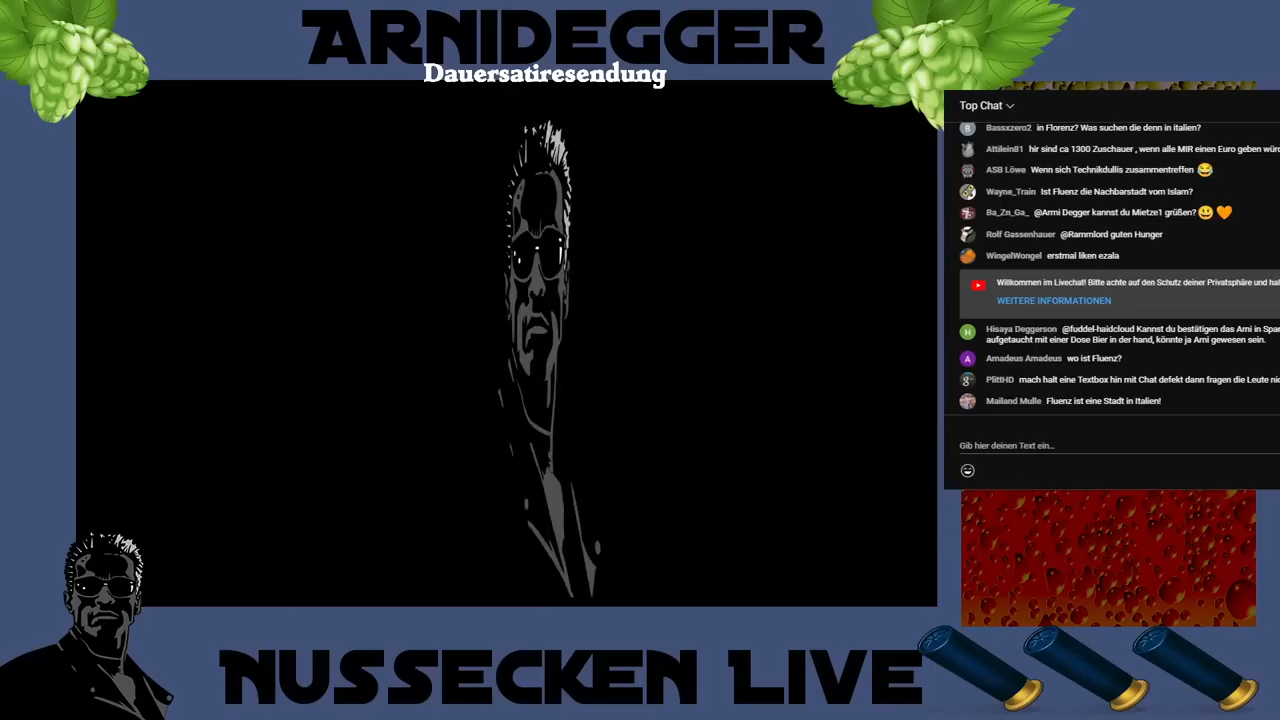 ARNIDEGGER
Dauersatiresendung
Top Chat
Bassxzero2 in Florenz? Was suchen die denn in italien?
Attilein81 hir sind ca 1300 Zuschauer , wenn alle MIR einen Euro geben würd
ASB Löwe Wenn sich Technikdullis zusammentreffen 😂
Wayne_Train Ist Fluenz die Nachbarstadt vom Islam?
Ba_Zn_Ga_ @Armi Degger kannst du Mietze1 grüßen? 😃 🧡
Rolf Gassenhauer @Rammlord guten Hunger
WingelWongel erstmal liken ezala
Willkommen im Livechat! Bitte achte auf den Schutz deiner Privatsphäre und hal
WEITERE INFORMATIONEN
Hisaya Deggerson @fuddel-haidcloud Kannst du bestätigen das Ami in Spar
aufgetaucht mit einer Dose Bier in der hand, könnte ja Arni gewesen sein.
Amadeus Amadeus wo ist Fluenz?
PlittHD mach halt eine Textbox hin mit Chat defekt dann fragen die Leute nic
Mailand Mulle Fluenz ist eine Stadt in Italien!
Gib hier deinen Text ein...
NUSSECKEN LIVE